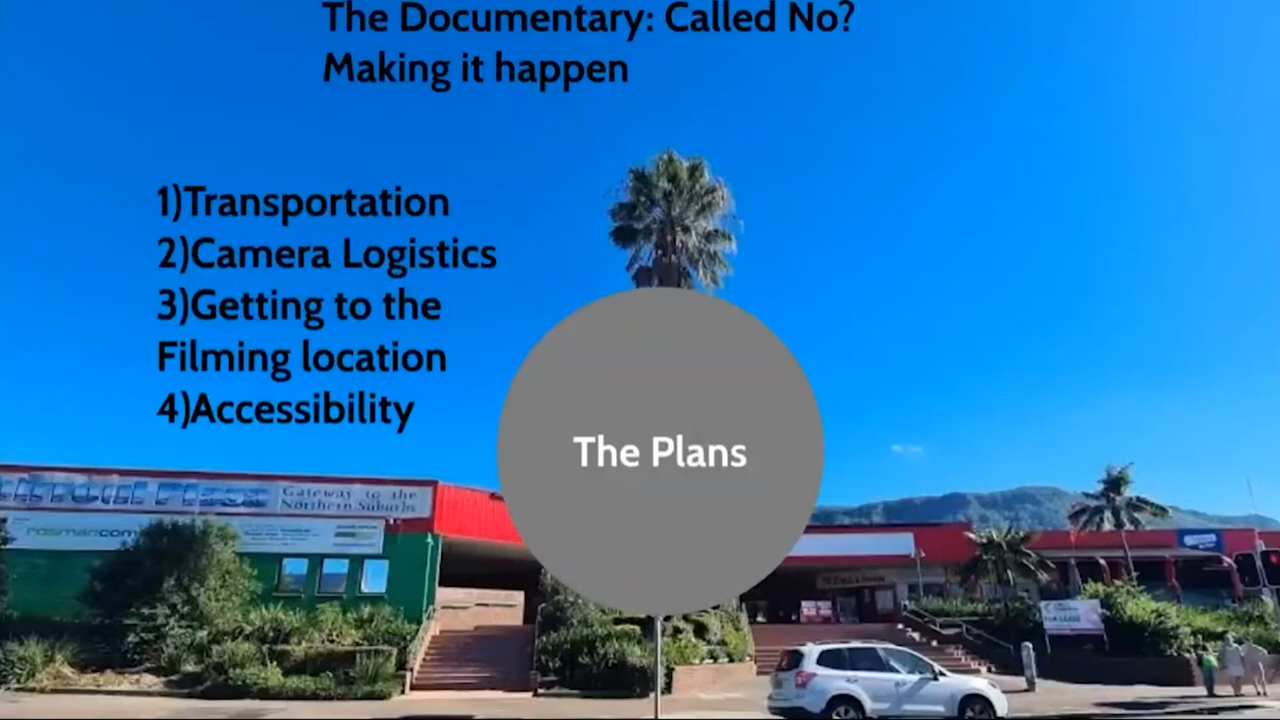 The Documentary: Called No?
Making it happen
1)Transportation
2)Camera Logistics
3)Getting to the
Filming location
4)Accessibility
The Plans
Plaza
Gateway to the
Northern Suburbs